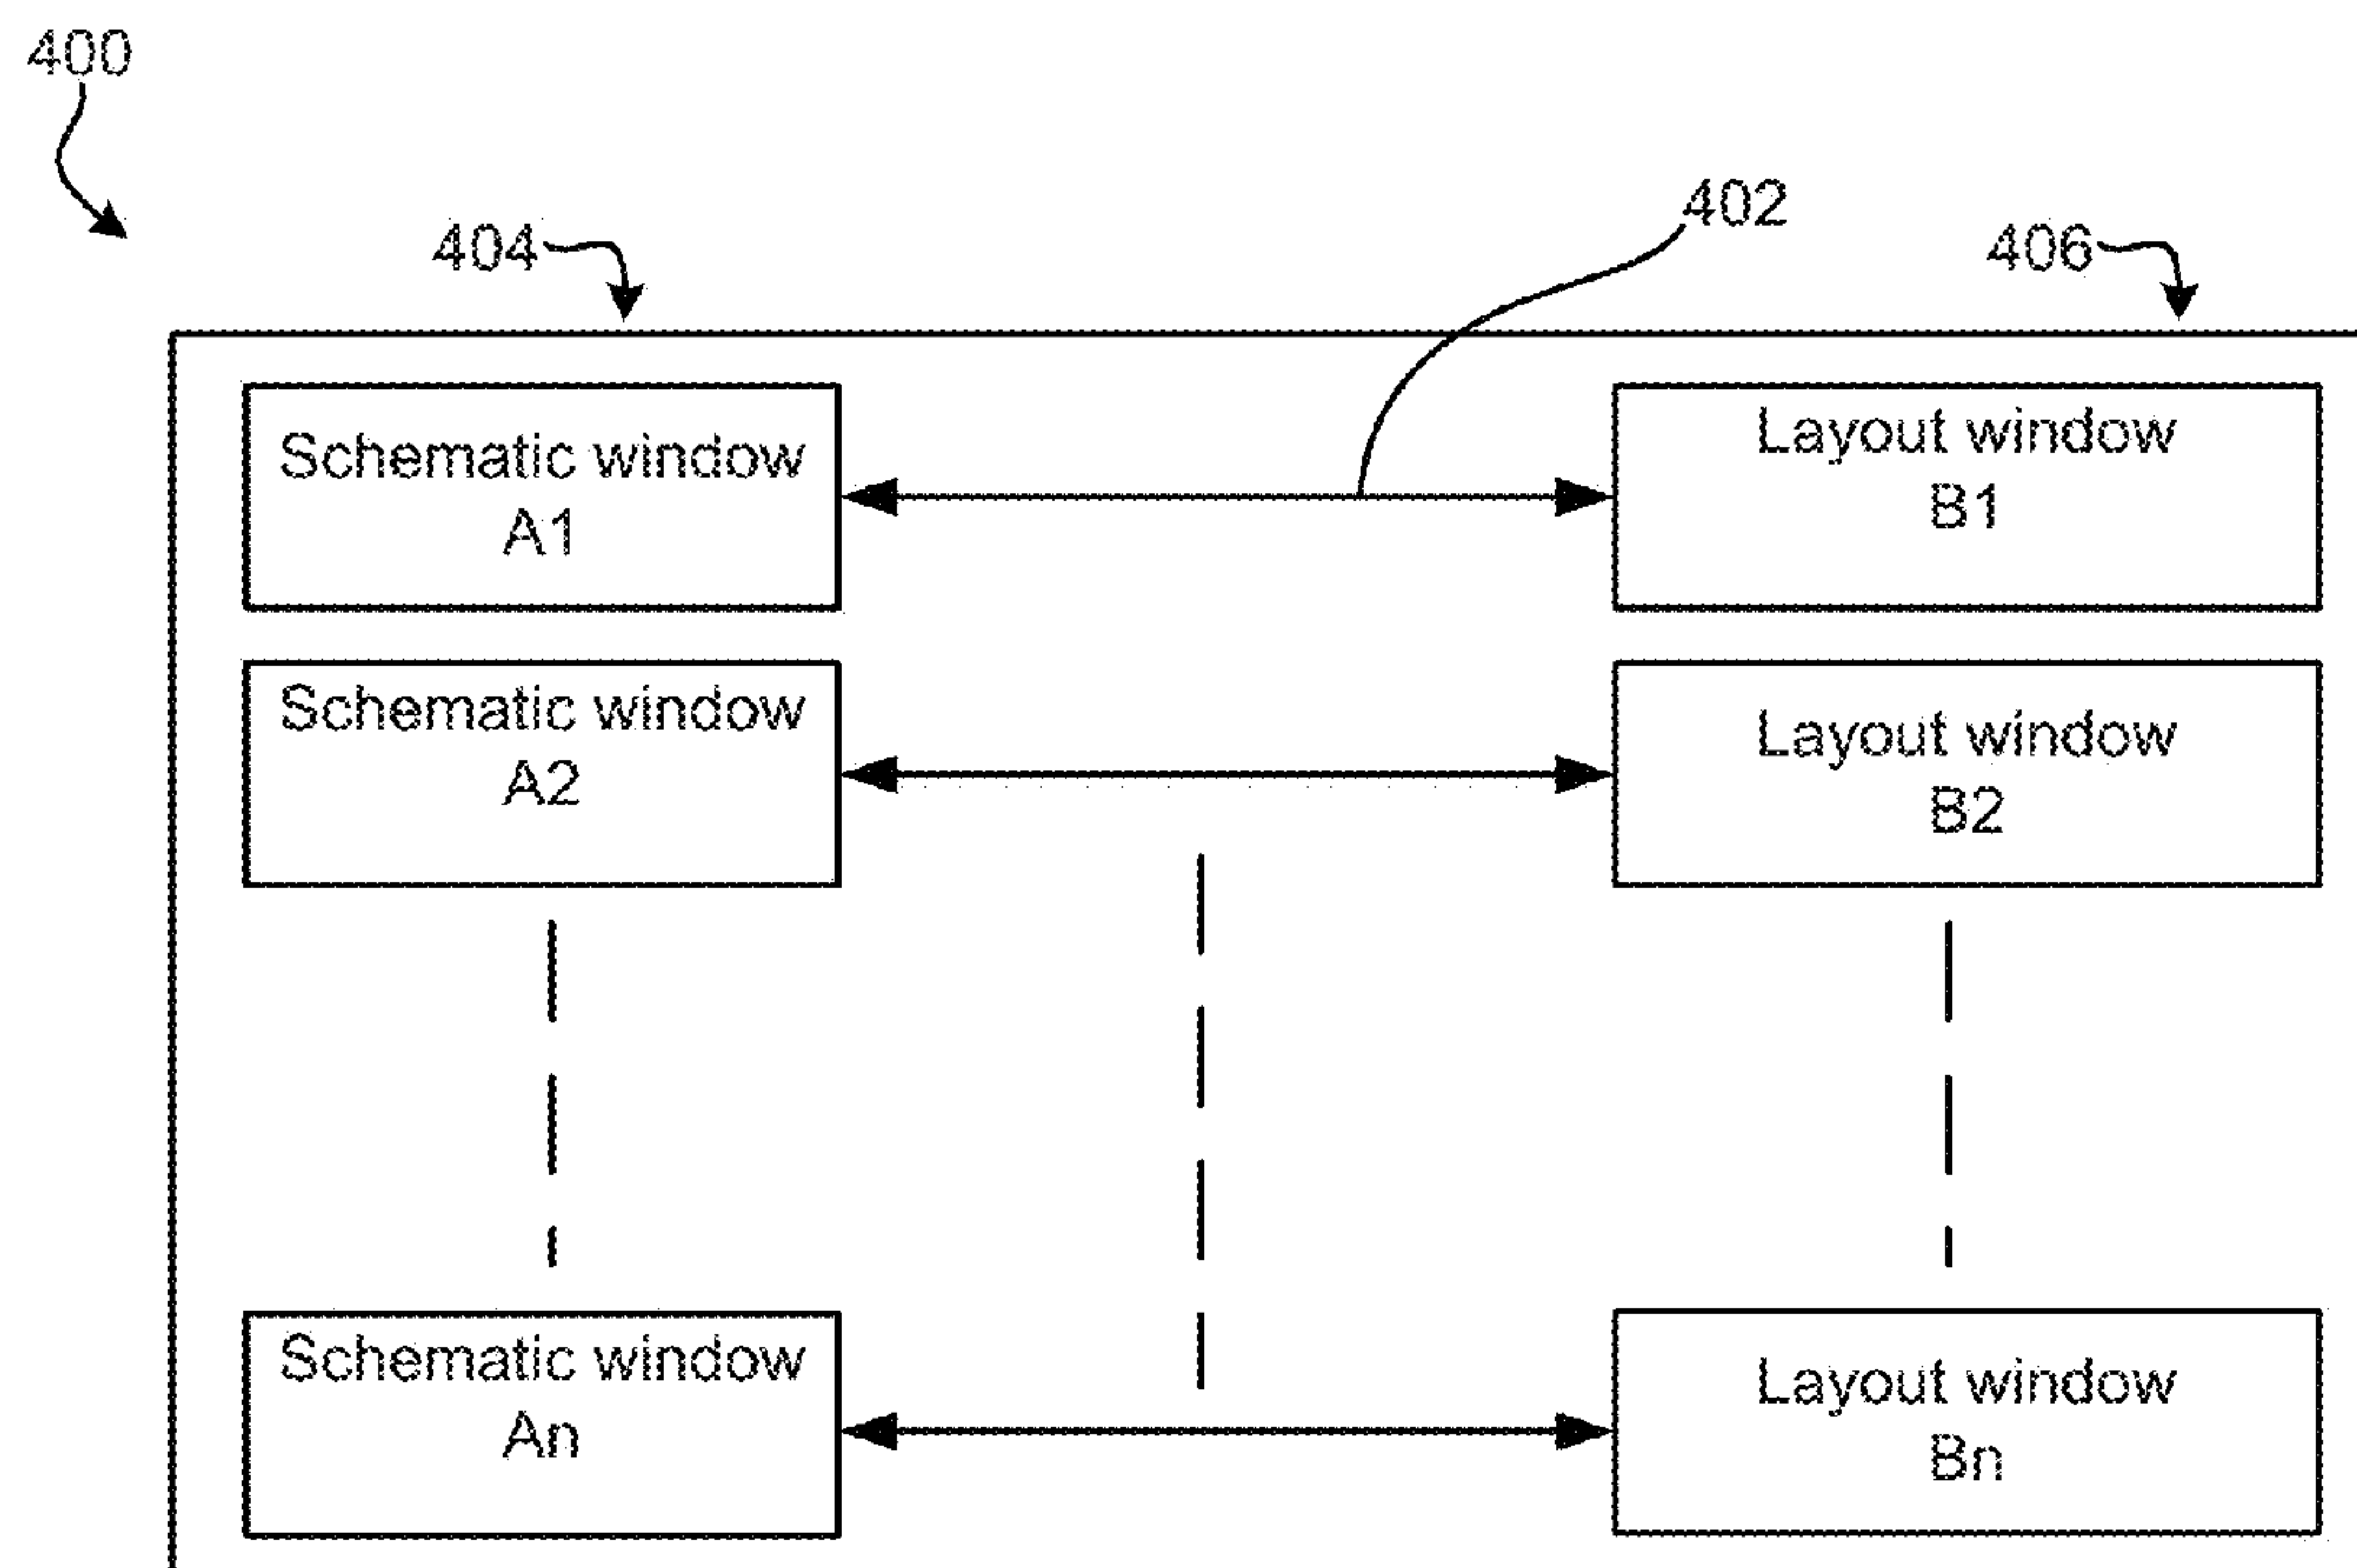 400
402
404
406
Schematic window
A1
Layout window
B1
Schematic window
A2
Layout window
B2
Schematic window
An
Layout window
Bn